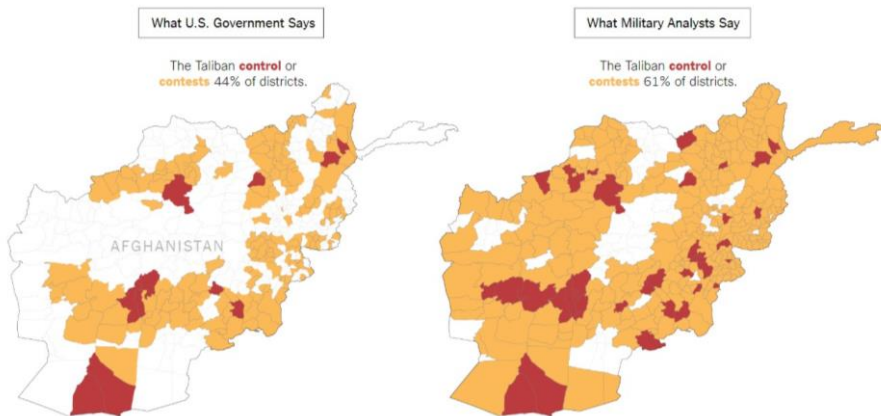 What U.S. Government Says
The Taliban control or
contests 44% of districts.
AFGHANISTAN
What Military Analysts Say
The Taliban control or
contests 61% of districts.